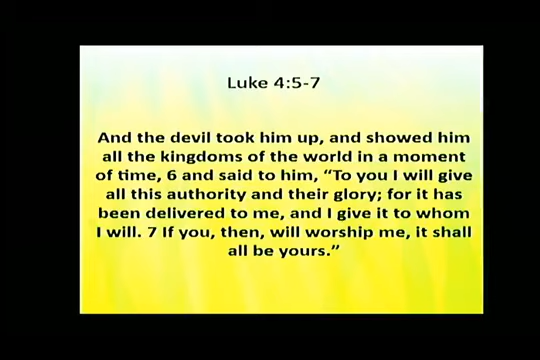 Luke 4:5-7
And the devil took him up, and showed him
all the kingdoms of the world in a moment
of time, 6 and said to him, “To you I will give
all this authority and their glory; for it has
been delivered to me, and I give it to whom
I will. 7 If you, then, will worship me, it shall
all be yours.”